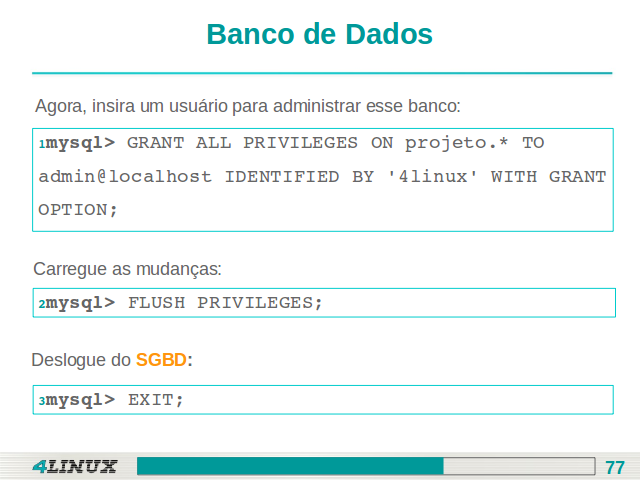 Banco de Dados
Agora, insira um usuário para administrar esse banco:
1mysql> GRANT ALL PRIVILEGES ON projeto.* TO
admin@localhost IDENTIFIED BY '4linux' WITH GRANT
OPTION;
Carregue as mudanças:
2mysql> FLUSH PRIVILEGES;
Deslogue do SGBD:
3mysql> EXIT;
4LINUX
77